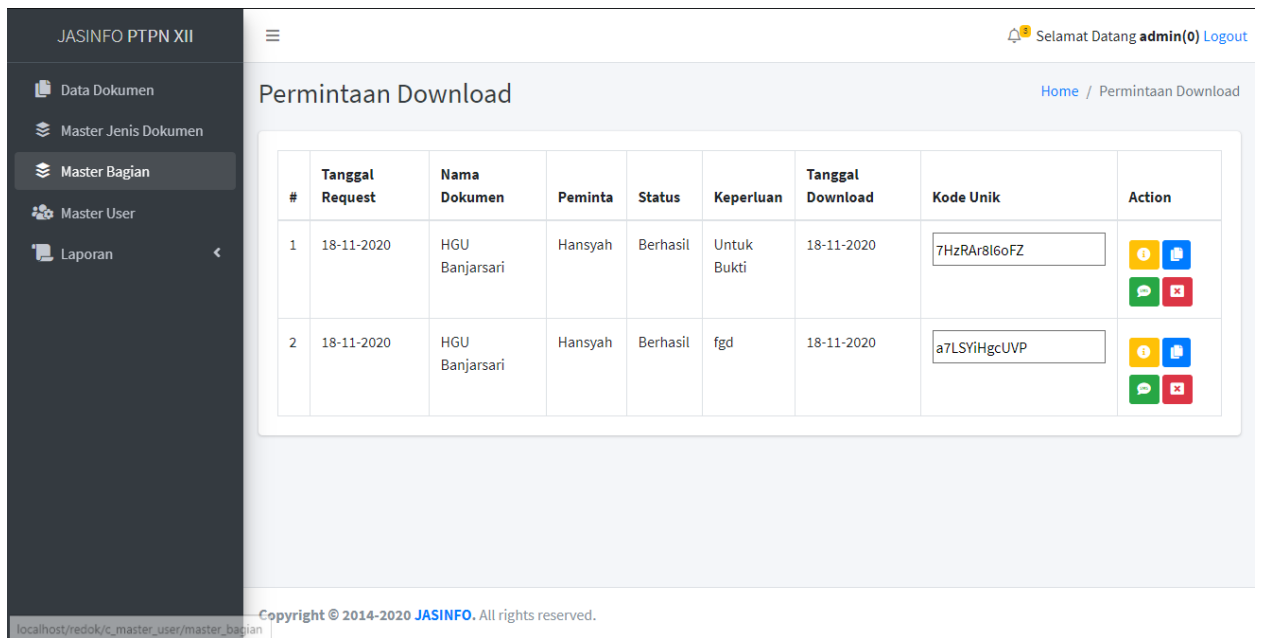 JASINFO PTPN XII
Selamat Datang admin(0) Logout
Data Dokumen
Master Jenis Dokumen
Master Bagian
Master User
Laporan
Permintaan Download
Home / Permintaan Download
# Tanggal Request Nama Dokumen Peminta Status Keperluan Tanggal Download Kode Unik Action
1 18-11-2020 HGU Banjarsari Hansyah Berhasil Untuk Bukti 18-11-2020 7HzRAr8l6oFZ
2 18-11-2020 HGU Banjarsari Hansyah Berhasil fgd 18-11-2020 a7LSYiHgcUVP
Copyright © 2014-2020 JASINFO. All rights reserved.
localhost/redok/c_master_user/master_bagian